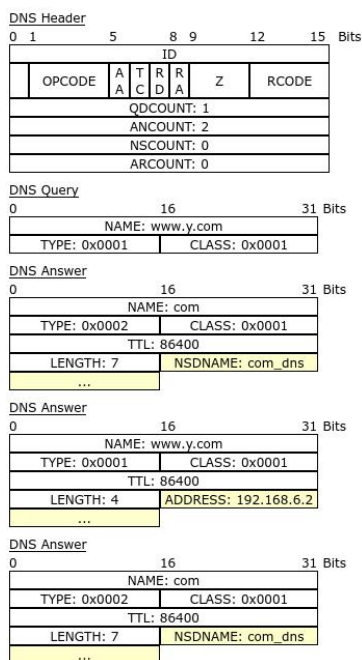 DNS Header
0 1 5 8 9 12 15 Bits
ID
OPCODE AA TC RD RA Z RCODE
QDCOUNT: 1
ANCOUNT: 2
NSCOUNT: 0
ARCOUNT: 0
DNS Query
0 16 31 Bits
NAME: www.y.com
TYPE: 0x0001 CLASS: 0x0001
DNS Answer
0 16 31 Bits
NAME: com
TYPE: 0x0002 CLASS: 0x0001
TTL: 86400
LENGTH: 7 NSDNAME: com_dns
...
DNS Answer
0 16 31 Bits
NAME: www.y.com
TYPE: 0x0001 CLASS: 0x0001
TTL: 86400
LENGTH: 4 ADDRESS: 192.168.6.2
...
DNS Answer
0 16 31 Bits
NAME: com
TYPE: 0x0002 CLASS: 0x0001
TTL: 86400
LENGTH: 7 NSDNAME: com_dns
...